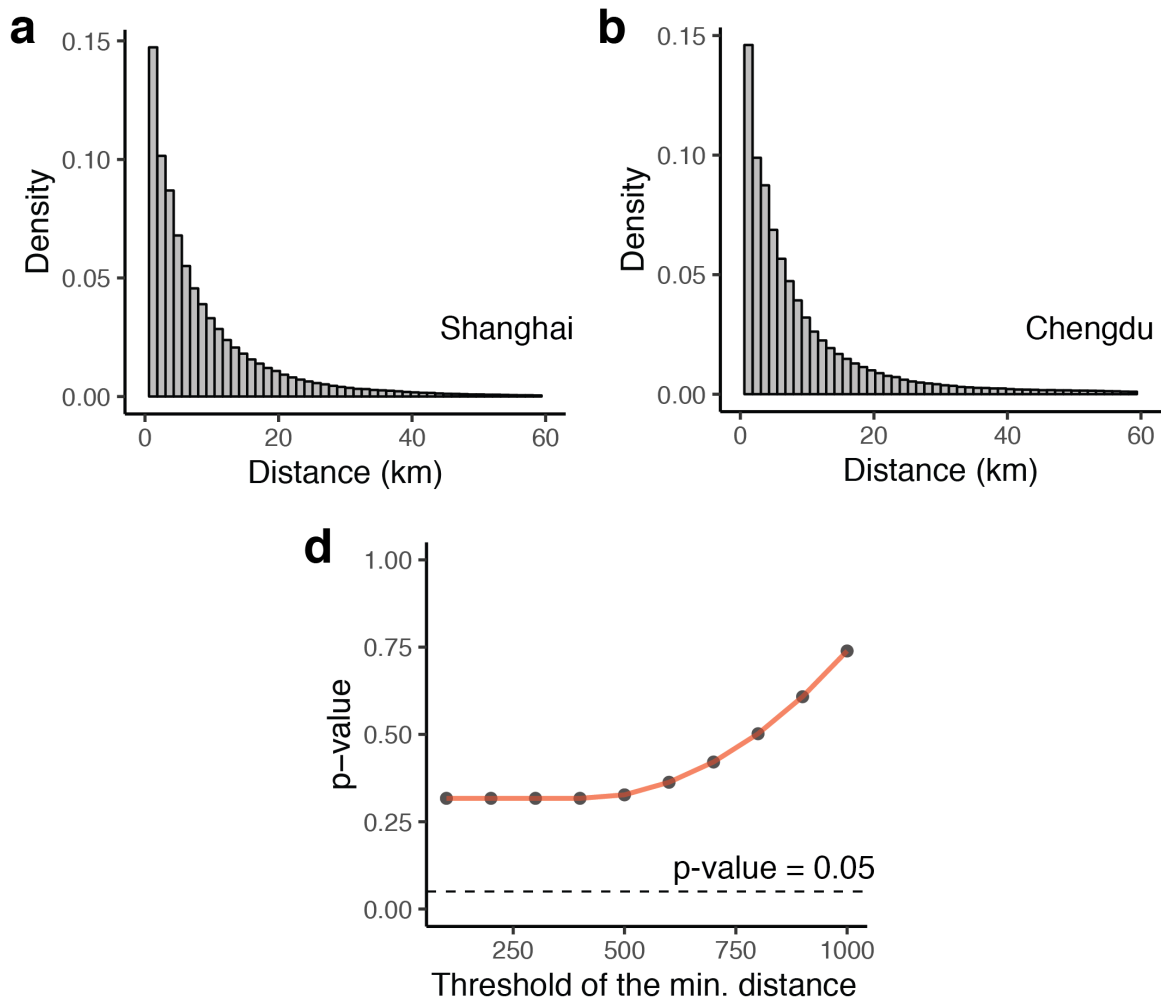 a
0.15
0.10
0.05
0.00
Density
Shanghai
0 20 40 60
Distance (km)
b
0.15
0.10
0.05
0.00
Density
Chengdu
0 20 40 60
Distance (km)
d
1.00
0.75
0.50
0.25
0.00
p−value
p-value = 0.05
250 500 750 1000
Threshold of the min. distance